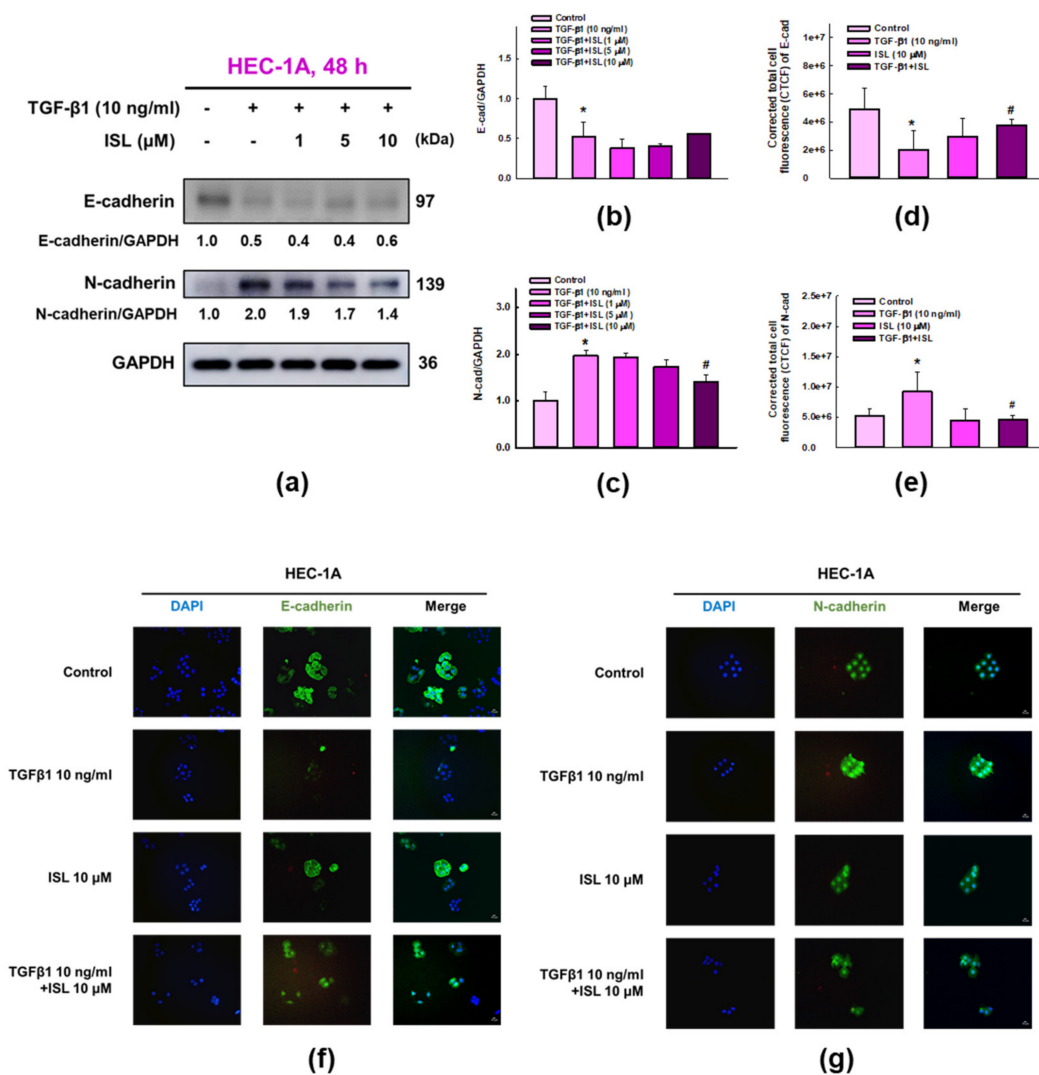 HEC-1A, 48 h
TGF-β1 (10 ng/ml) - + + + +
ISL (μM) - - 1 5 10 (kDa)
E-cadherin 97
E-cadherin/GAPDH 1.0 0.5 0.4 0.4 0.6
N-cadherin 139
N-cadherin/GAPDH 1.0 2.0 1.9 1.7 1.4
GAPDH 36
(a)
Control
TGF-β1 (10 ng/ml)
TGF-β1+ISL (1 μM)
TGF-β1+ISL (5 μM )
TGF-β1+ISL (10 μM)
E-cad/GAPDH
1.5
1.0
0.5
0.0
*
(b)
Control
TGF-β1 (10 ng/ml)
ISL (10 μM)
TGF-β1+ISL
Corrected total cell
fluorescence (CTCF) of E-cad
1e+7
8e+6
6e+6
4e+6
2e+6
0.0
* #
(d)
Control
TGF-β1 (10 ng/ml)
TGF-β1+ISL (1 μM)
TGF-β1+ISL (5 μM )
TGF-β1+ISL (10 μM)
N-cad/GAPDH
3.0
2.0
1.0
0.0
* #
(c)
Control
TGF-β1 (10 ng/ml)
ISL (10 μM)
TGF-β1+ISL
Corrected total cell
fluorescence (CTCF) of N-cad
2.5e+7
2.0e+7
1.5e+7
1.0e+7
5.0e+6
0.0
* #
(e)
HEC-1A
DAPI E-cadherin Merge
Control
TGFβ1 10 ng/ml
ISL 10 μM
TGFβ1 10 ng/ml
+ISL 10 μM
(f)
HEC-1A
DAPI N-cadherin Merge
Control
TGFβ1 10 ng/ml
ISL 10 μM
TGFβ1 10 ng/ml
+ISL 10 μM
(g)